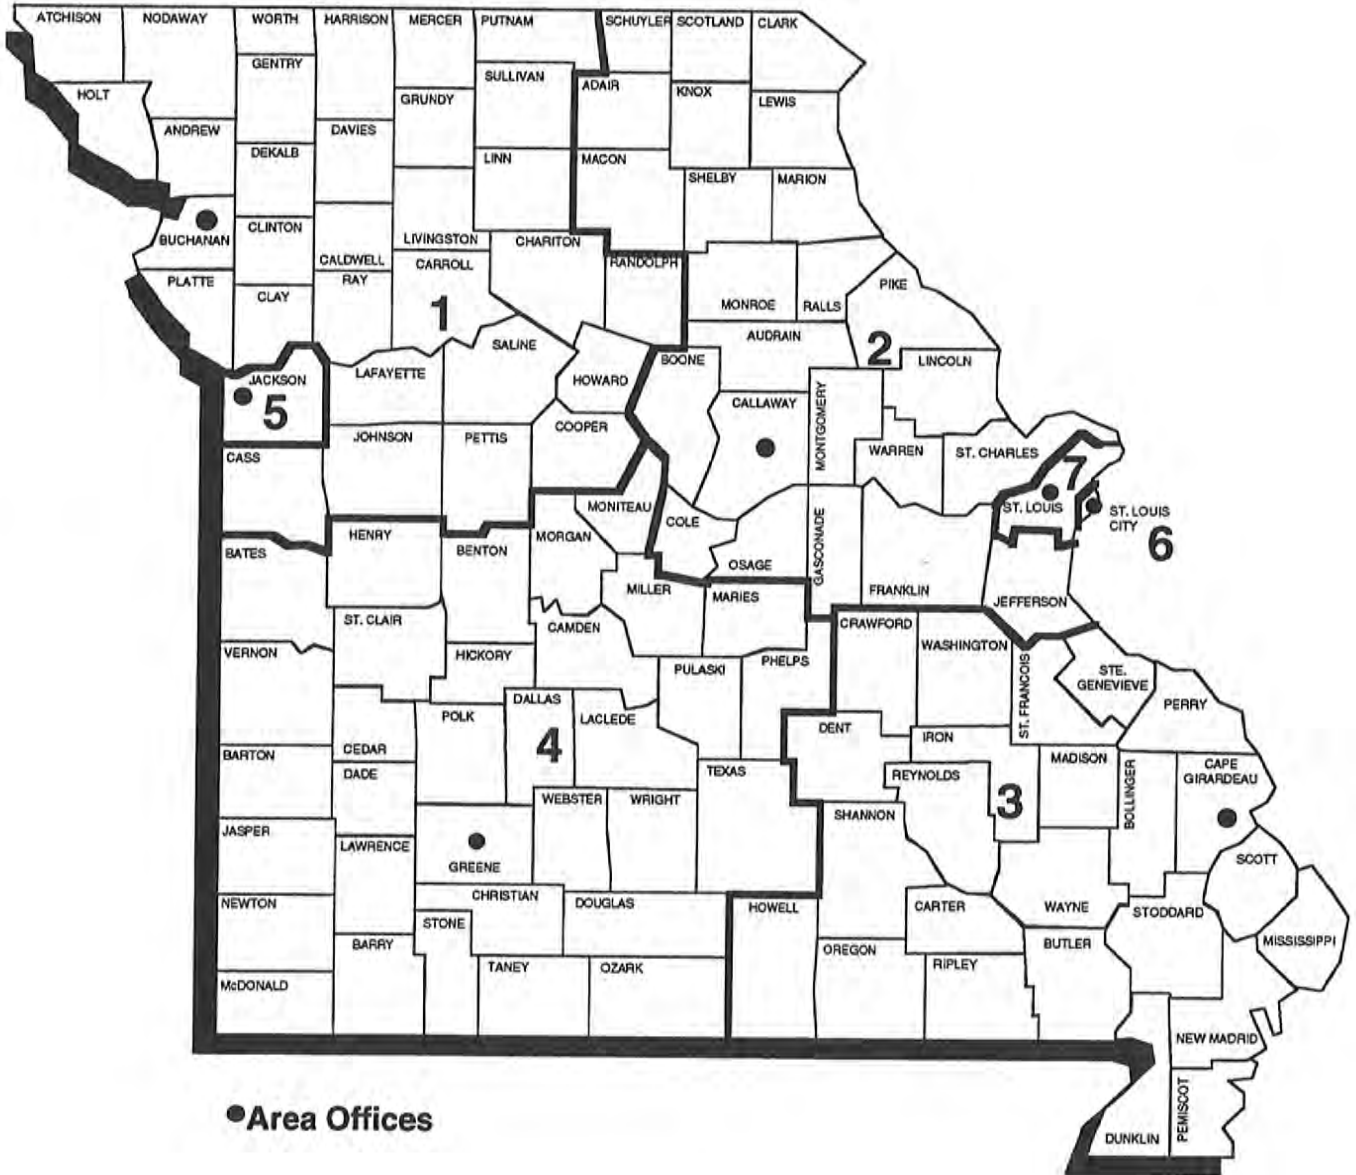 ATCHISON
NODAWAY
WORTH
HARRISON
MERCER
PUTNAM
SCHUYLER
SCOTLAND
CLARK
GENTRY
SULLIVAN
ADAIR
KNOX
HOLT
GRUNDY
LEWIS
ANDREW
DAVIES
DEKALB
LINN
MACON
SHELBY
MARION
BUCHANAN
CLINTON
LIVINGSTON
CHARITON
CALDWELL
CARROLL
RANDOLPH
PLATTE
RAY
CLAY
1
MONROE
RALLS
PIKE
AUDRAIN
2
SALINE
BOONE
LINCOLN
LAFAYETTE
JACKSON
5
HOWARD
CALLAWAY
MONTGOMERY
COOPER
JOHNSON
PETTIS
CASS
WARREN
ST. CHARLES
7
ST. LOUIS
ST. LOUIS
CITY
6
MONITEAU
COLE
HENRY
MORGAN
BATES
BENTON
OSAGE
GASCONADE
FRANKLIN
JEFFERSON
MILLER
MARIES
ST. CLAIR
CAMDEN
CRAWFORD
WASHINGTON
VERNON
HICKORY
PULASKI
PHELPS
ST. FRANCOIS
STE.
GENEVIEVE
DALLAS
LACLEDE
POLK
PERRY
4
DENT
IRON
CEDAR
BARTON
DADE
TEXAS
REYNOLDS
MADISON
BOLLINGER
CAPE
GIRARDEAU
3
WEBSTER
WRIGHT
SHANNON
JASPER
LAWRENCE
GREENE
SCOTT
CHRISTIAN
DOUGLAS
NEWTON
HOWELL
CARTER
WAYNE
STODDARD
STONE
BARRY
BUTLER
MISSISSIPPI
OREGON
RIPLEY
TANEY
OZARK
McDONALD
NEW MADRID
PEMISCOT
DUNKLIN
Area Offices